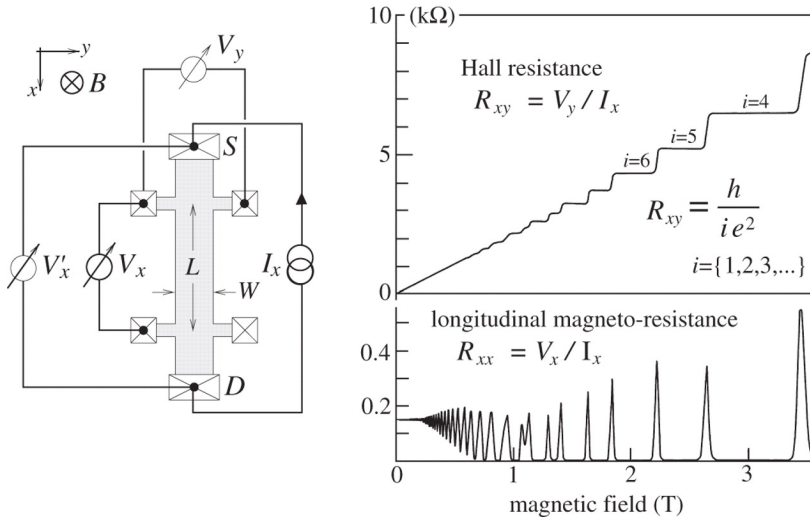 y
x
B
V_y
S
V'_x
V_x
L
I_x
W
D
10
(kΩ)
Hall resistance
R_xy = V_y / I_x
i=4
i=5
5
i=6
R_xy = h / ie²
i={1,2,3,...}
0
longitudinal magneto-resistance
0.4
R_xx = V_x / I_x
0.2
0 1 2 3
magnetic field (T)